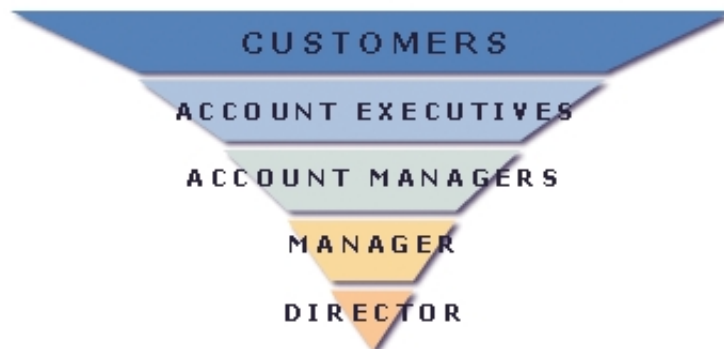 CUSTOMERS
ACCOUNT EXECUTIVES
ACCOUNT MANAGERS
MANAGER
DIRECTOR